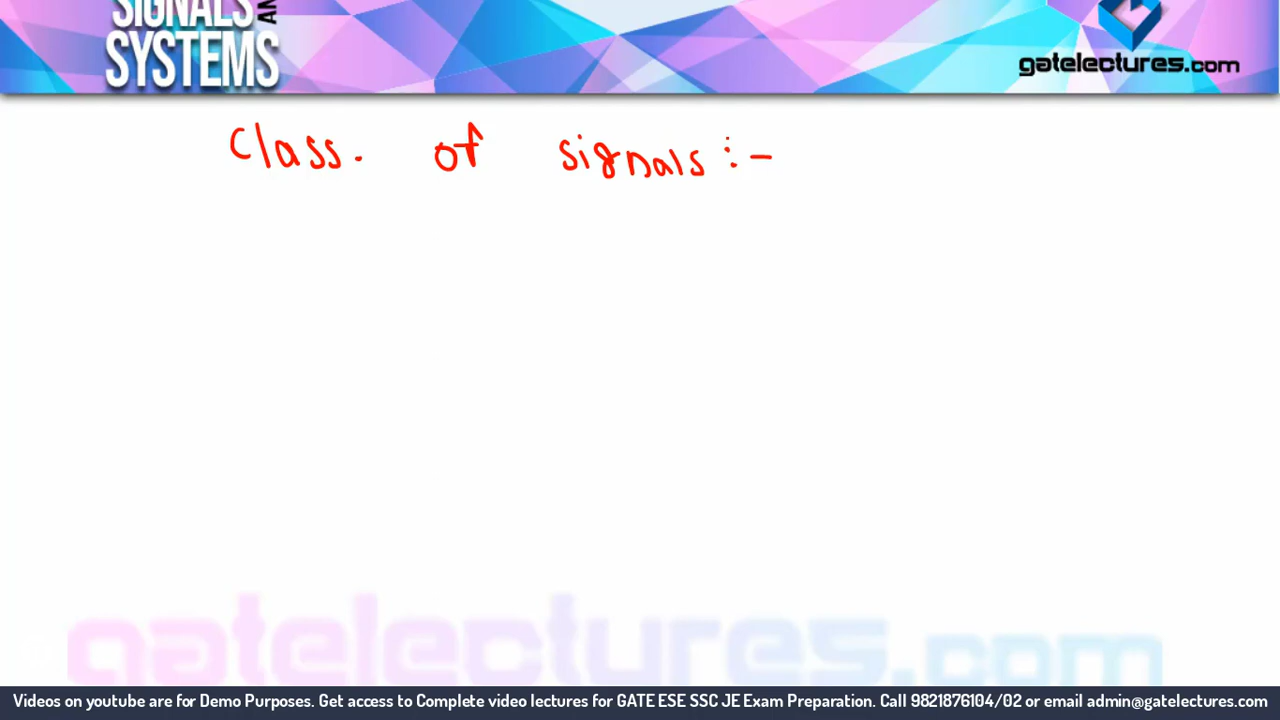 SIGNALS AN
SYSTEMS
gatelectures.com
Class. of signals :-
gatelectures.com
Videos on youtube are for Demo Purposes. Get access to Complete video lectures for GATE ESE SSC JE Exam Preparation. Call 9821876104/02 or email admin@gatelectures.com